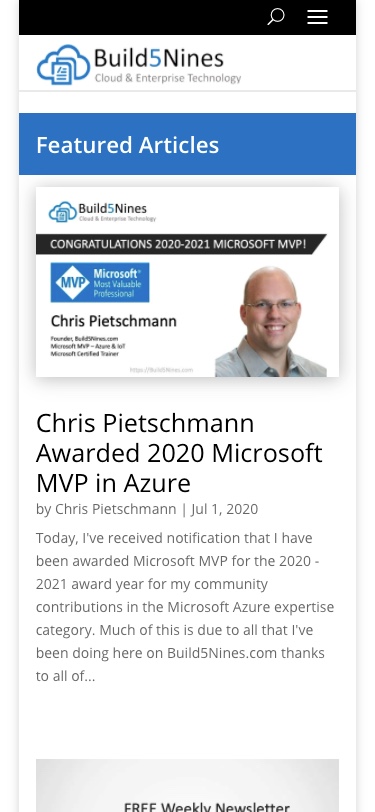 Build5Nines
Cloud & Enterprise Technology
Featured Articles
Build5Nines
Cloud & Enterprise Technology
CONGRATULATIONS 2020-2021 MICROSOFT MVP!
MVP
Microsoft®
Most Valuable
Professional
Chris Pietschmann
Founder, Build5Nines.com
Microsoft MVP – Azure & IoT
Microsoft Certified Trainer
https://Build5Nines.com
Chris Pietschmann
Awarded 2020 Microsoft
MVP in Azure
by Chris Pietschmann | Jul 1, 2020
Today, I've received notification that I have
been awarded Microsoft MVP for the 2020 -
2021 award year for my community
contributions in the Microsoft Azure expertise
category. Much of this is due to all that I've
been doing here on Build5Nines.com thanks
to all of...
FREE Weekly Newsletter